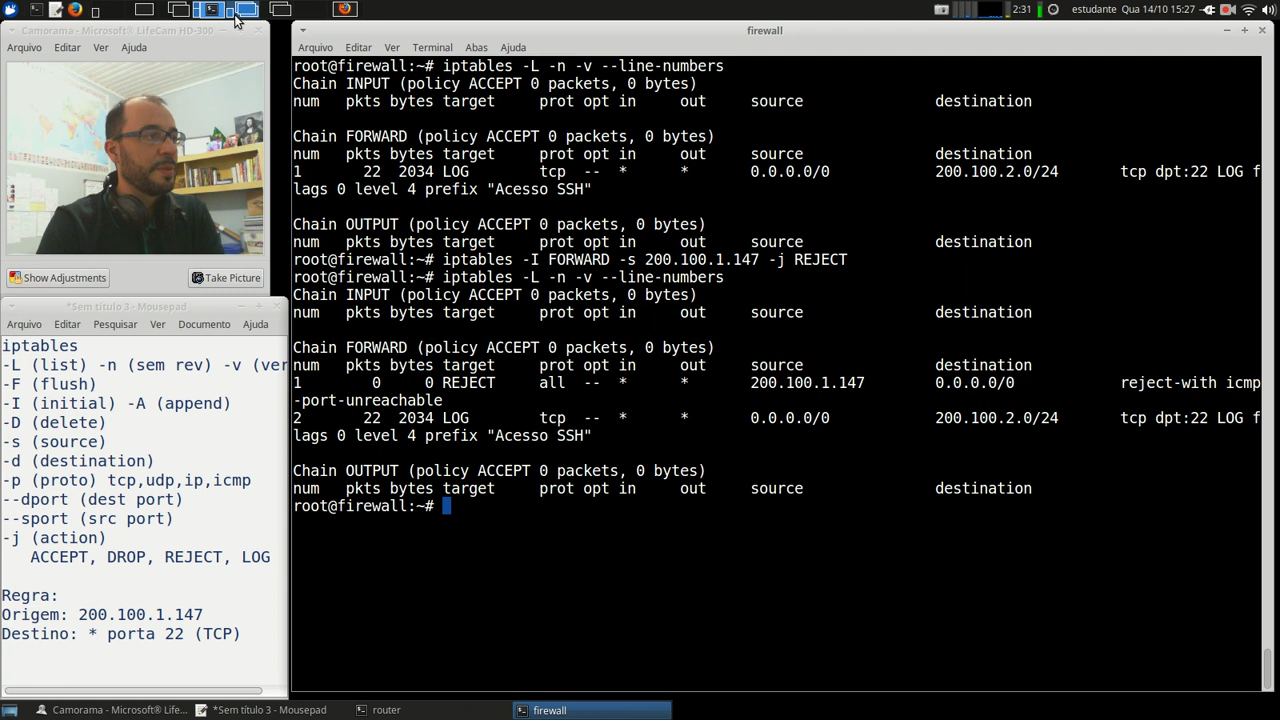 2:31 estudante Qua 14/10 15:27
Camorama - Microsoft® LifeCam HD-300
Arquivo Editar Ver Ajuda
Show Adjustments Take Picture
*Sem título 3 - Mousepad
Arquivo Editar Pesquisar Ver Documento Ajuda
iptables
-L (list) -n (sem rev) -v (ver
-F (flush)
-I (initial) -A (append)
-D (delete)
-s (source)
-d (destination)
-p (proto) tcp,udp,ip,icmp
--dport (dest port)
--sport (src port)
-j (action)
ACCEPT, DROP, REJECT, LOG
Regra:
Origem: 200.100.1.147
Destino: * porta 22 (TCP)
firewall
Arquivo Editar Ver Terminal Abas Ajuda
root@firewall:~# iptables -L -n -v --line-numbers
Chain INPUT (policy ACCEPT 0 packets, 0 bytes)
num pkts bytes target prot opt in out source destination
Chain FORWARD (policy ACCEPT 0 packets, 0 bytes)
num pkts bytes target prot opt in out source destination
1 22 2034 LOG tcp -- * * 0.0.0.0/0 200.100.2.0/24 tcp dpt:22 LOG f
lags 0 level 4 prefix "Acesso SSH"
Chain OUTPUT (policy ACCEPT 0 packets, 0 bytes)
num pkts bytes target prot opt in out source destination
root@firewall:~# iptables -I FORWARD -s 200.100.1.147 -j REJECT
root@firewall:~# iptables -L -n -v --line-numbers
Chain INPUT (policy ACCEPT 0 packets, 0 bytes)
num pkts bytes target prot opt in out source destination
Chain FORWARD (policy ACCEPT 0 packets, 0 bytes)
num pkts bytes target prot opt in out source destination
1 0 0 REJECT all -- * * 200.100.1.147 0.0.0.0/0 reject-with icmp
-port-unreachable
2 22 2034 LOG tcp -- * * 0.0.0.0/0 200.100.2.0/24 tcp dpt:22 LOG f
lags 0 level 4 prefix "Acesso SSH"
Chain OUTPUT (policy ACCEPT 0 packets, 0 bytes)
num pkts bytes target prot opt in out source destination
root@firewall:~#
Camorama - Microsoft® LifeC... *Sem título 3 - Mousepad router firewall